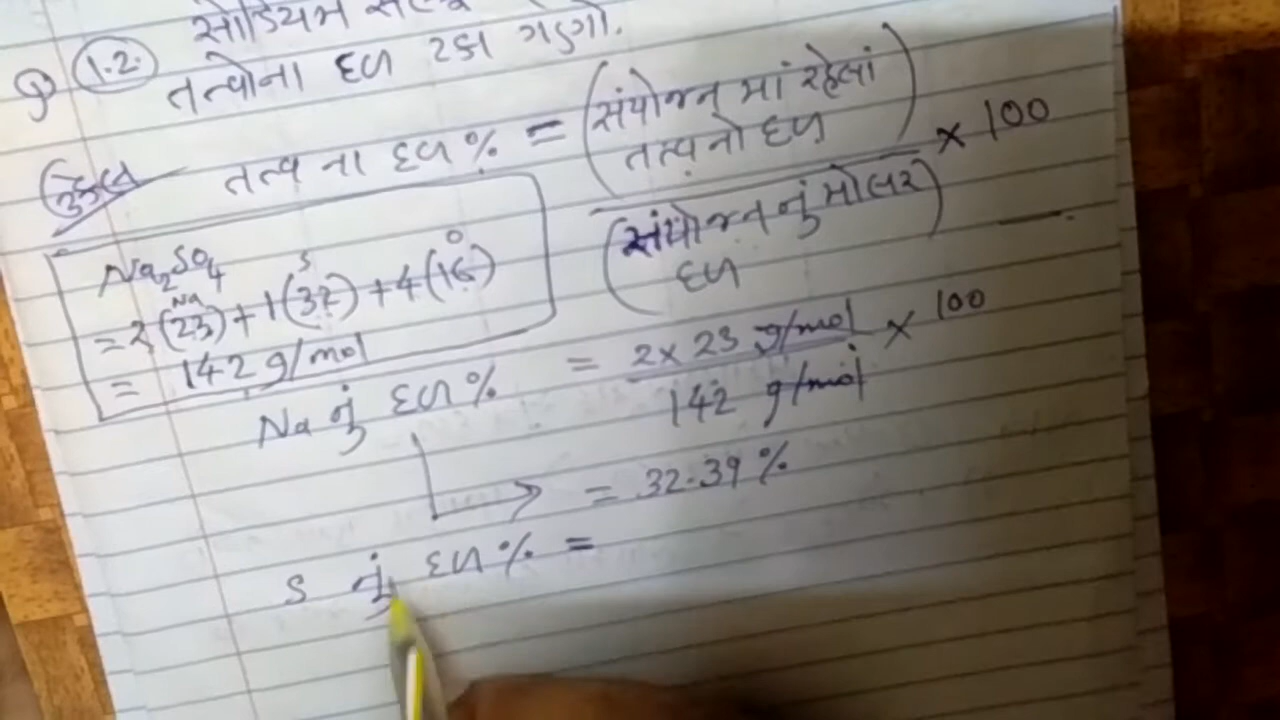 સોડિયમ
Q 1.2. તત્વોના દળ ટકા ગણો.
ઉકેલ તત્વ ના દળ % = (સંયોજન માં રહેલાં
તત્વનો દળ) × 100
(સંયોજન નું મોલર
દળ)
Na₂SO₄
Na S O
= 2(23) + 1(32) + 4(16)
= 142 g/mol
Na નું દળ % = 2 x 23 g/mol × 100
142 g/mol
= 32.39 %
S નું દળ % =